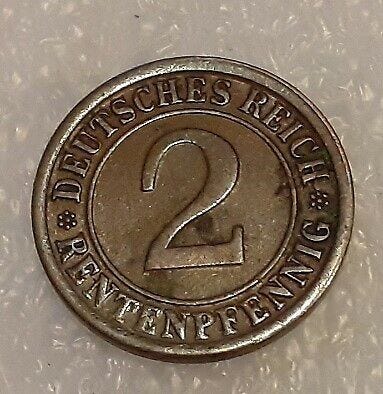 DEUTSCHES REICH
2
RENTENPFENNIG